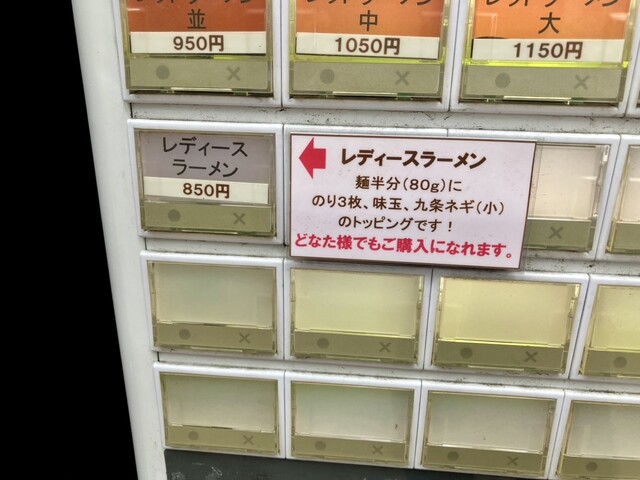 並
950円
中
1050円
大
1150円
レディース
ラーメン
850円
レディースラーメン
麺半分(80g)に
のり3枚、味玉、九条ネギ(小)
のトッピングです!
どなた様でもご購入になれます。